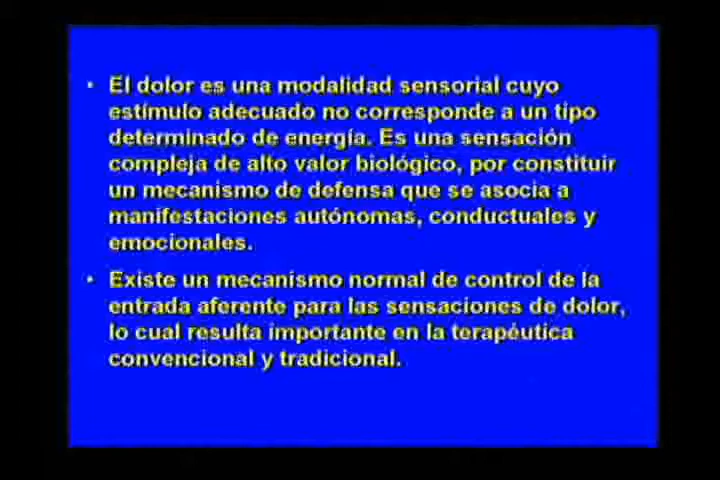 • El dolor es una modalidad sensorial cuyo
estímulo adecuado no corresponde a un tipo
determinado de energía. Es una sensación
compleja de alto valor biológico, por constituir
un mecanismo de defensa que se asocia a
manifestaciones autónomas, conductuales y
emocionales.
• Existe un mecanismo normal de control de la
entrada aferente para las sensaciones de dolor,
lo cual resulta importante en la terapéutica
convencional y tradicional.